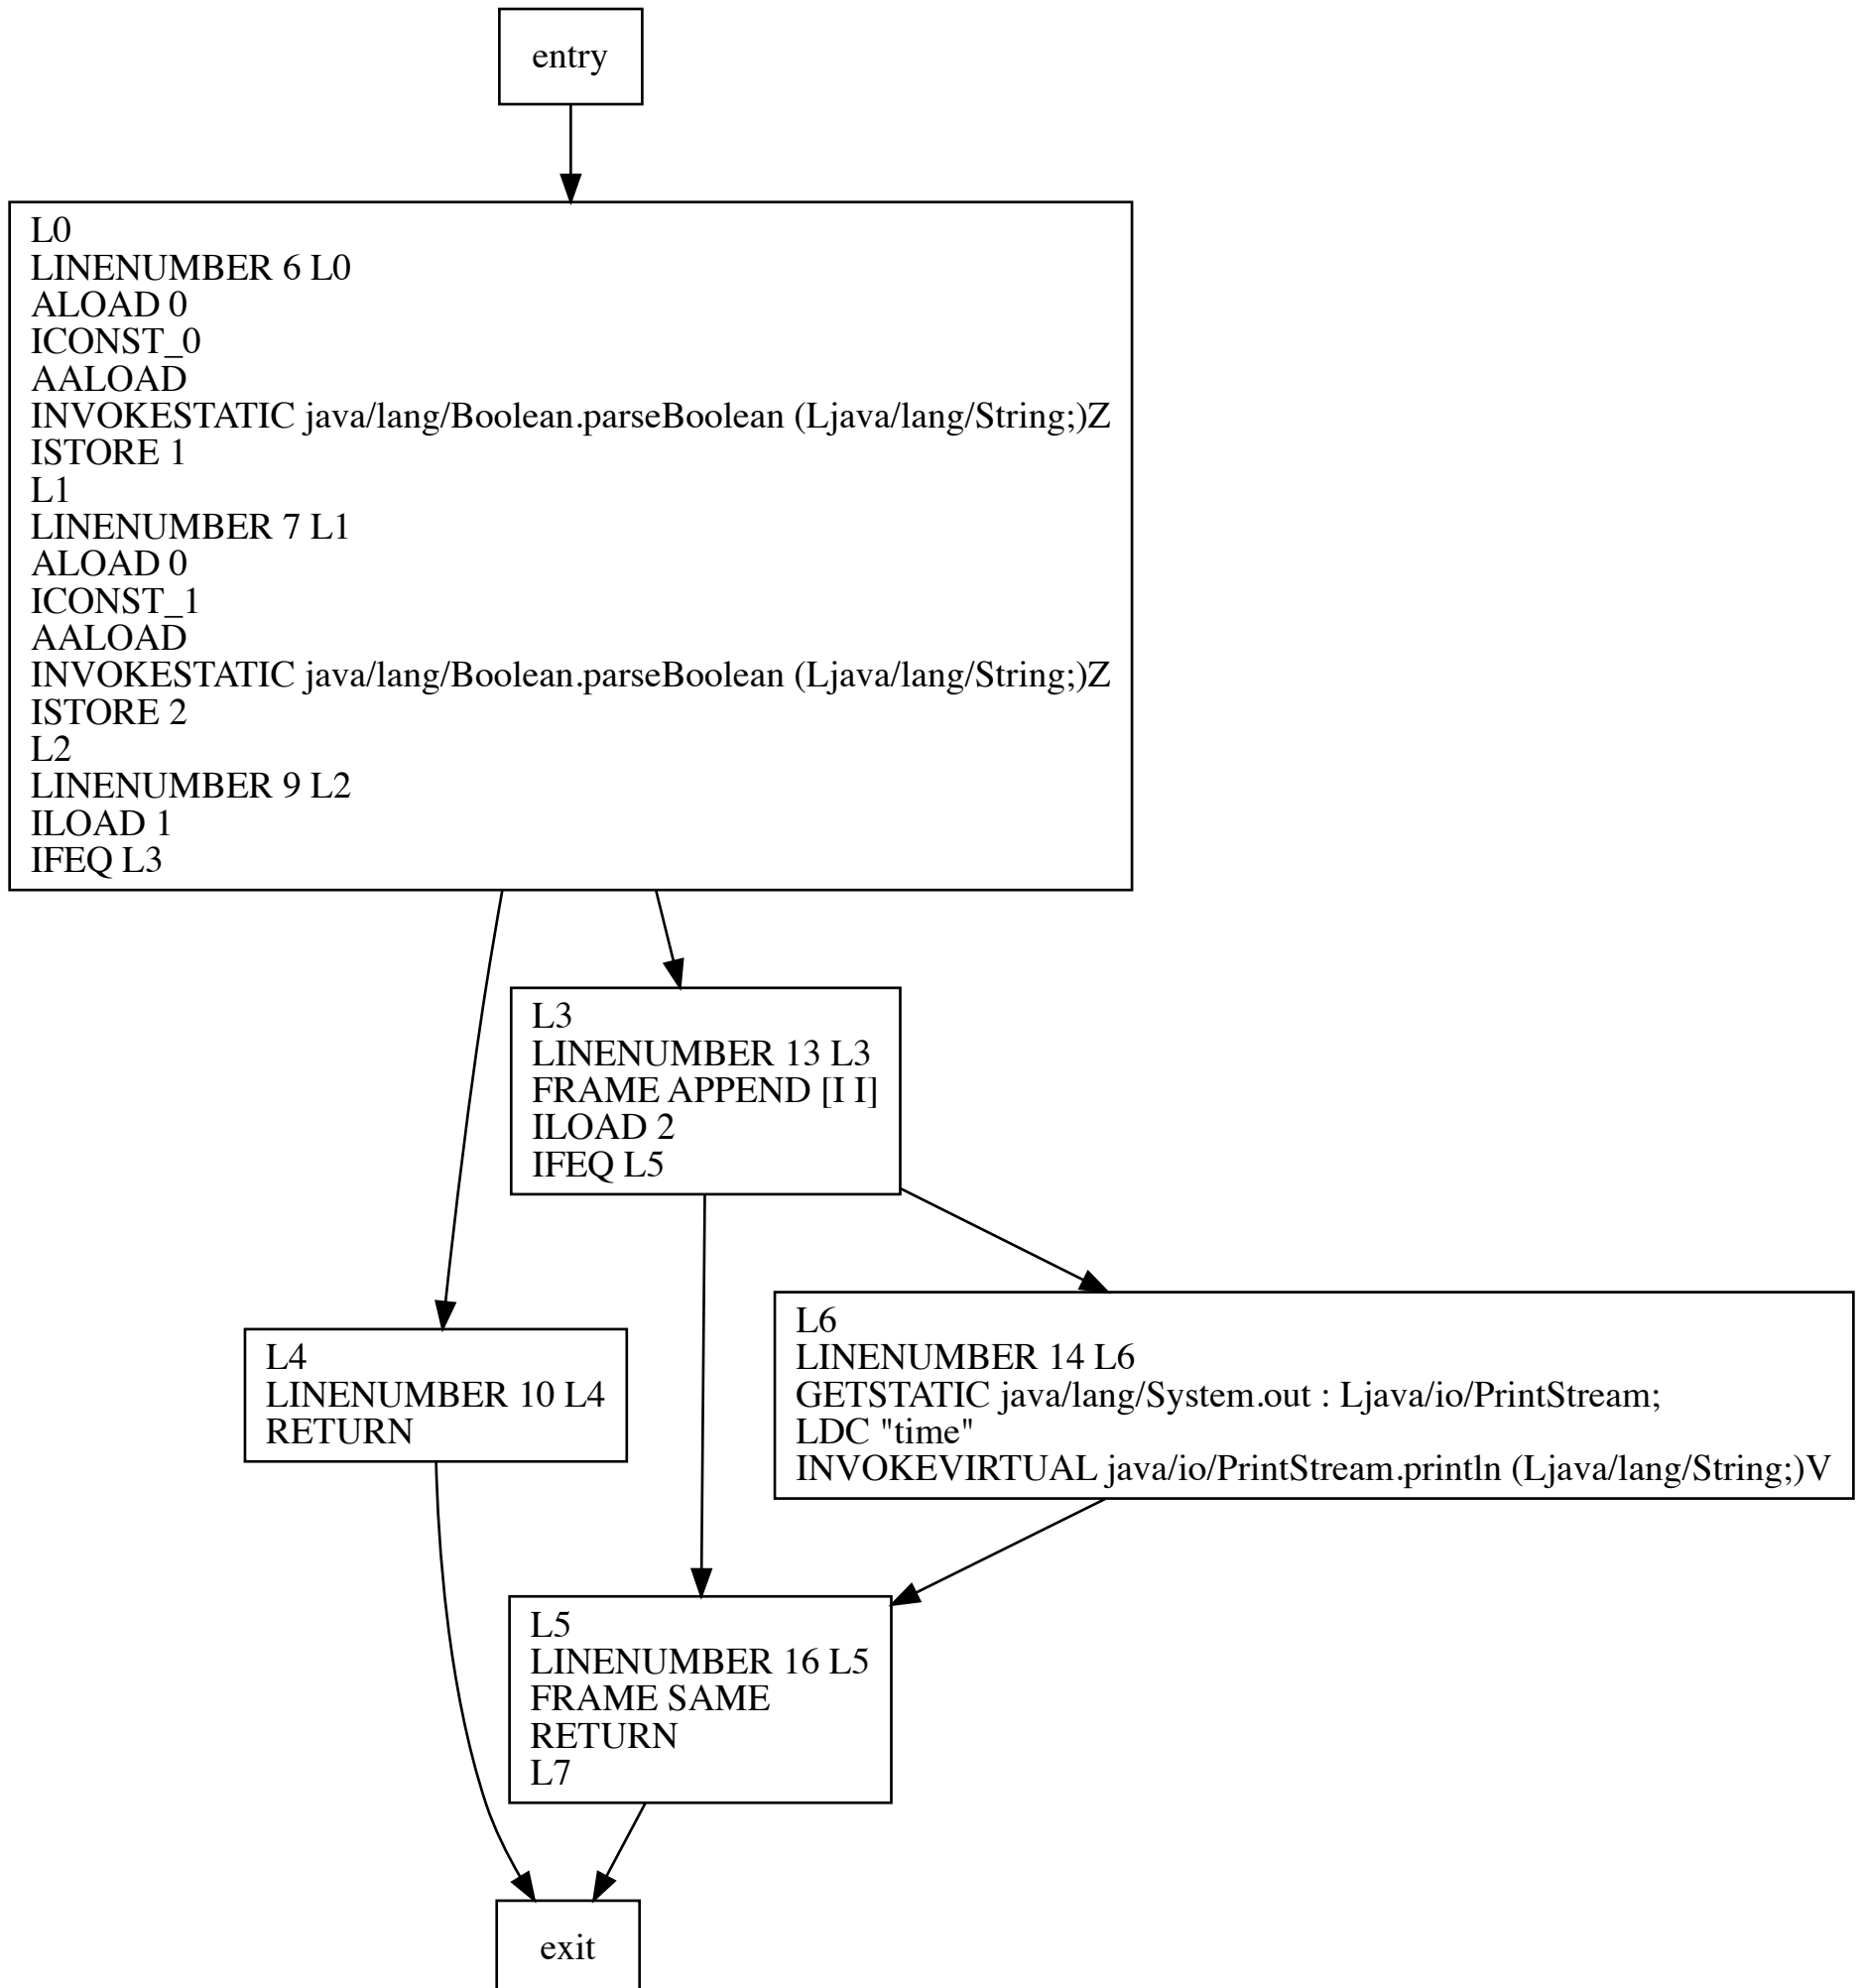 entry
L0
LINENUMBER 6 L0
ALOAD 0
ICONST_0
AALOAD
INVOKESTATIC java/lang/Boolean.parseBoolean (Ljava/lang/String;)Z
ISTORE 1
L1
LINENUMBER 7 L1
ALOAD 0
ICONST_1
AALOAD
INVOKESTATIC java/lang/Boolean.parseBoolean (Ljava/lang/String;)Z
ISTORE 2
L2
LINENUMBER 9 L2
ILOAD 1
IFEQ L3
L3
LINENUMBER 13 L3
FRAME APPEND [I I]
ILOAD 2
IFEQ L5
L4
LINENUMBER 10 L4
RETURN
L6
LINENUMBER 14 L6
GETSTATIC java/lang/System.out : Ljava/io/PrintStream;
LDC "time"
INVOKEVIRTUAL java/io/PrintStream.println (Ljava/lang/String;)V
L5
LINENUMBER 16 L5
FRAME SAME
RETURN
L7
exit